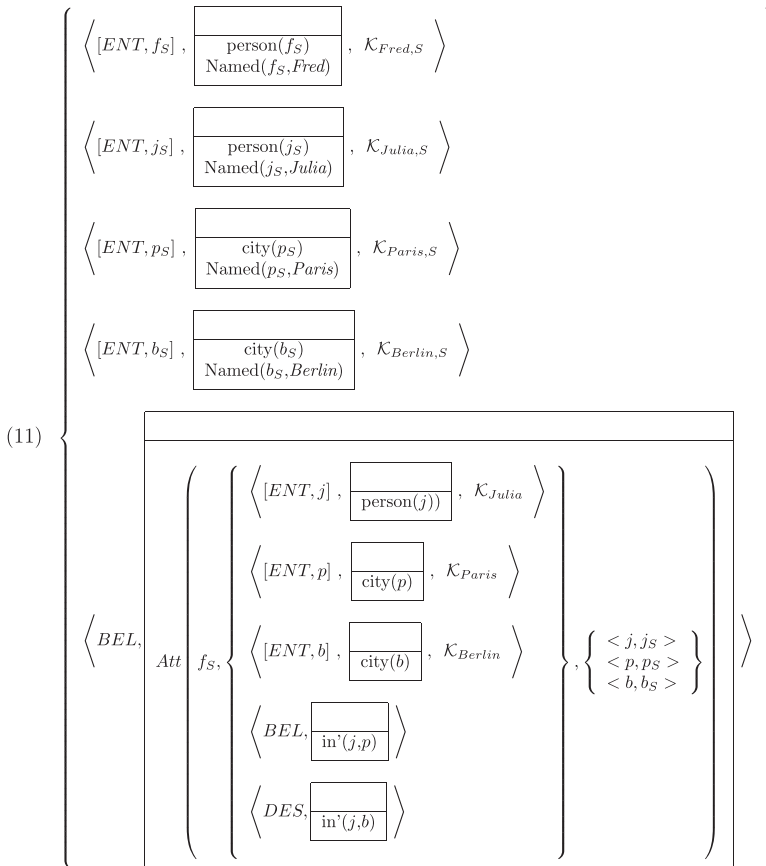 ⟨[ENT, f_S] , person(f_S) , 𝒦_{Fred,S} ⟩
Named(f_S,Fred)
⟨[ENT, j_S] , person(j_S) , 𝒦_{Julia,S} ⟩
Named(j_S,Julia)
⟨[ENT, p_S] , city(p_S) , 𝒦_{Paris,S} ⟩
Named(p_S,Paris)
⟨[ENT, b_S] , city(b_S) , 𝒦_{Berlin,S} ⟩
Named(b_S,Berlin)
(11) {
⟨[ENT, j] , person(j)) , 𝒦_{Julia} ⟩
⟨[ENT, p] , city(p) , 𝒦_{Paris} ⟩
⟨BEL, Att ( f_S, { ⟨[ENT, b] , city(b) , 𝒦_{Berlin} ⟩ } , { < j, j_S >
< p, p_S >
< b, b_S > } ) ⟩
⟨BEL, in’(j,p) ⟩
⟨DES, in’(j,b) ⟩